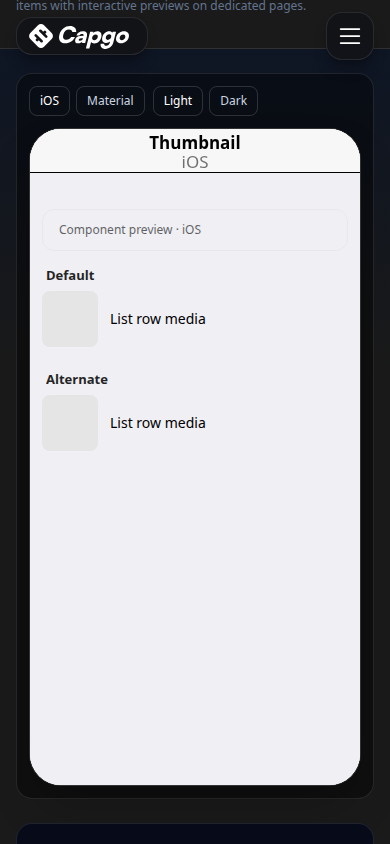 items with interactive previews on dedicated pages.
Capgo
iOS
Material
Light
Dark
Thumbnail
iOS
Component preview · iOS
Default
List row media
Alternate
List row media